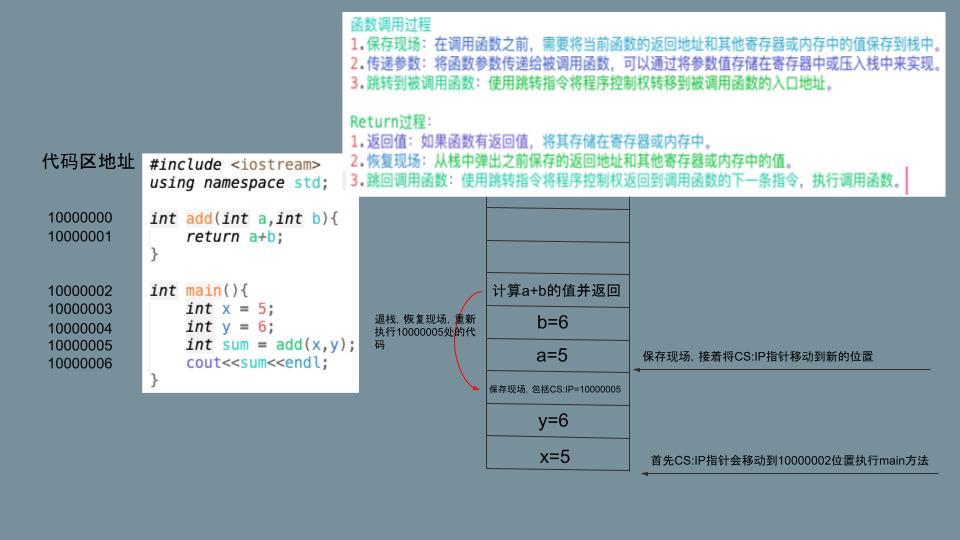 函数调用过程
1.保存现场：在调用函数之前，需要将当前函数的返回地址和其他寄存器或内存中的值保存到栈中。
2.传递参数：将函数参数传递给被调用函数，可以通过将参数值存储在寄存器中或压入栈中来实现。
3.跳转到被调用函数：使用跳转指令将程序控制权转移到被调用函数的入口地址。
Return过程：
1.返回值：如果函数有返回值，将其存储在寄存器或内存中。
2.恢复现场：从栈中弹出之前保存的返回地址和其他寄存器或内存中的值。
3.跳回调用函数：使用跳转指令将程序控制权返回到调用函数的下一条指令，执行调用函数。
代码区地址
#include <iostream>
using namespace std;
10000000 int add(int a,int b){
10000001 return a+b;
}
10000002 int main(){
10000003 int x = 5;
10000004 int y = 6;
10000005 int sum = add(x,y);
10000006 cout<<sum<<endl;
}
计算a+b的值并返回
退栈，恢复现场，重新
执行10000005处的代
码
b=6
a=5
保存现场，接着将CS:IP指针移动到新的位置
保存现场，包括CS:IP=10000005
y=6
x=5
首先CS:IP指针会移动到10000002位置执行main方法